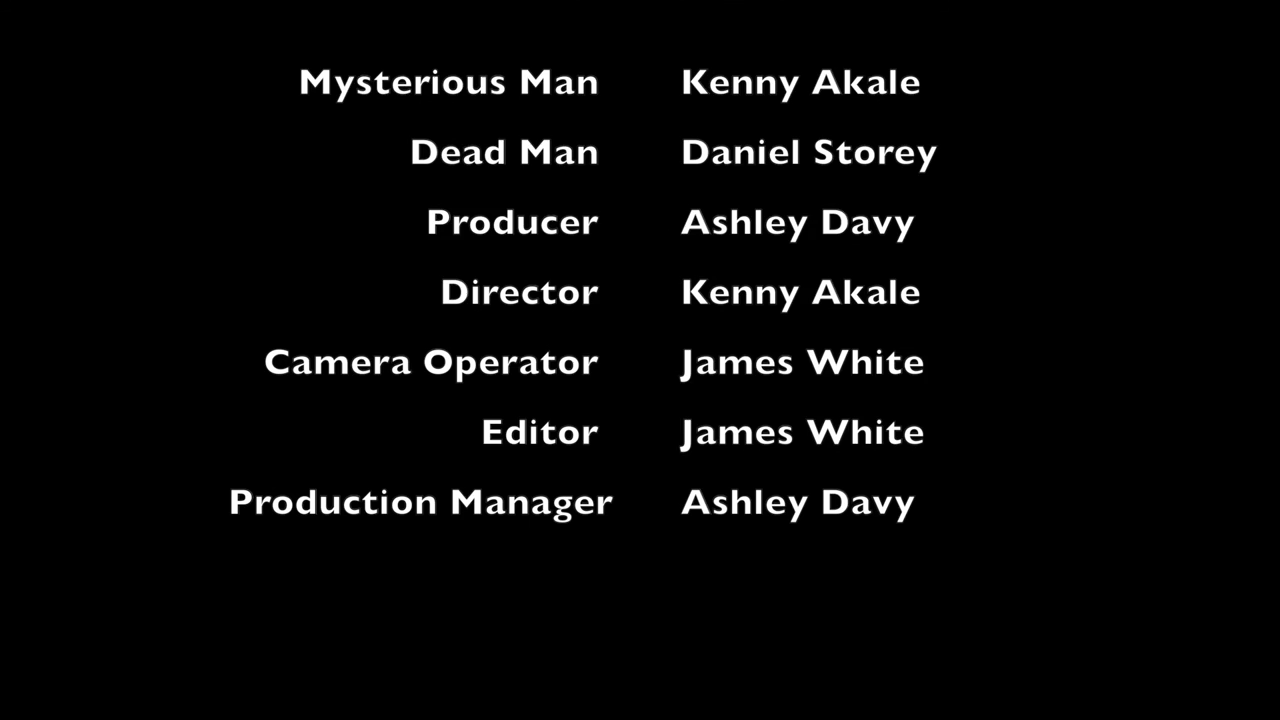 Mysterious Man Kenny Akale
Dead Man Daniel Storey
Producer Ashley Davy
Director Kenny Akale
Camera Operator James White
Editor James White
Production Manager Ashley Davy